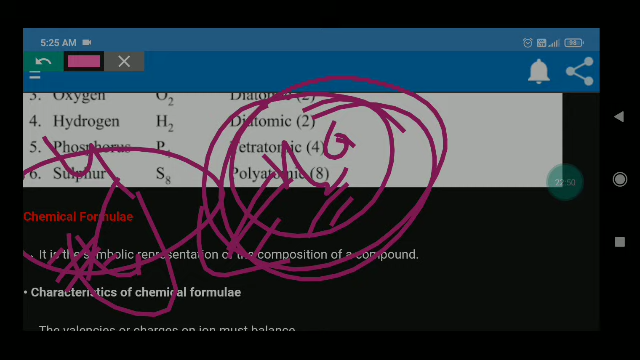 5:25 AM
3. Oxygen O2 Diatomic (2)
4. Hydrogen H2 Diatomic (2)
5. Phosphorus P Tetratomic (4)
6. Sulphur S8 Polyatomic (8)
22:50
Chemical Formulae
It is the symbolic representation of the composition of a compound.
• Characteristics of chemical formulae
The valencies or charges on ion must balance.